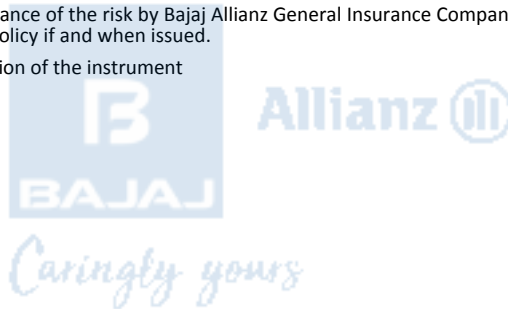 ance of the risk by Bajaj Allianz General Insurance Compan
olicy if and when issued.
ion of the instrument
Allianz
B
BAJAJ
Caringly yours